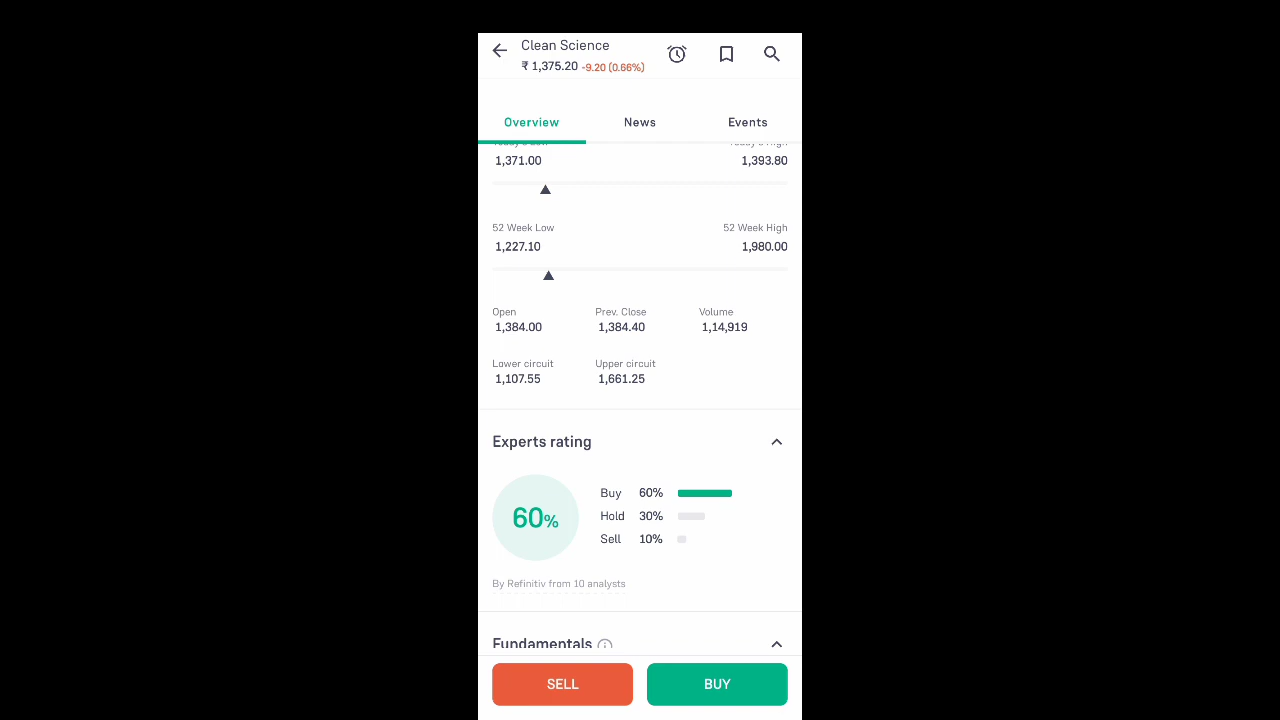 Clean Science
₹ 1,375.20 -9.20 (0.66%)
Overview News Events
1,371.00 1,393.80
52 Week Low 52 Week High
1,227.10 1,980.00
Open Prev. Close Volume
1,384.00 1,384.40 1,14,919
Lower circuit Upper circuit
1,107.55 1,661.25
Experts rating
60%
Buy 60%
Hold 30%
Sell 10%
By Refinitiv from 10 analysts
Fundamentals
SELL BUY